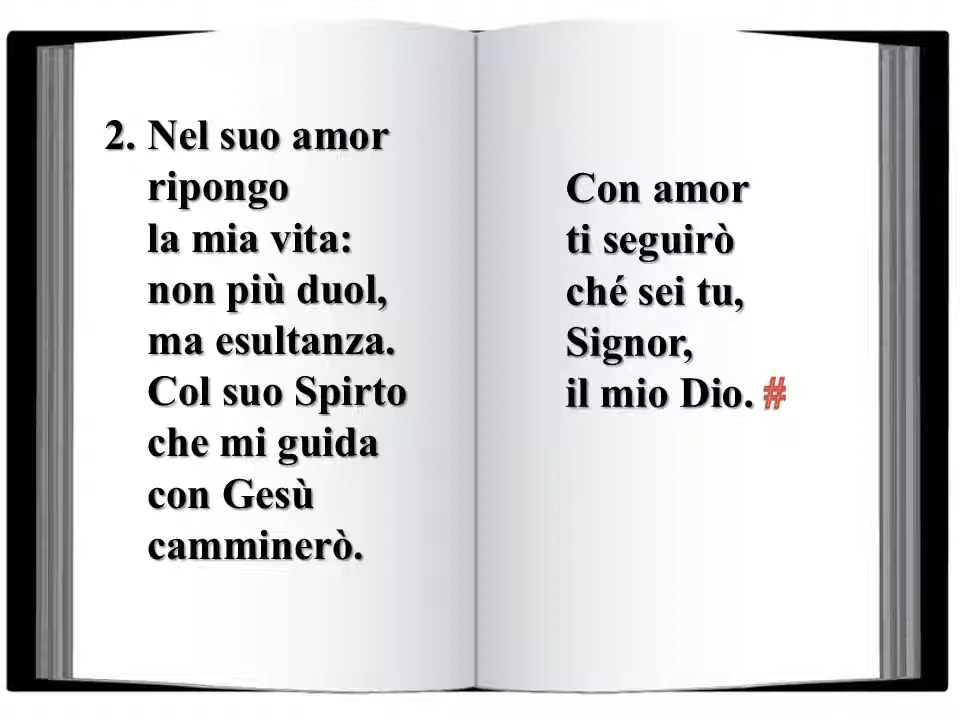 2. Nel suo amor
ripongo
la mia vita:
non più duol,
ma esultanza.
Col suo Spirto
che mi guida
con Gesù
camminerò.
Con amor
ti seguirò
ché sei tu,
Signor,
il mio Dio. #